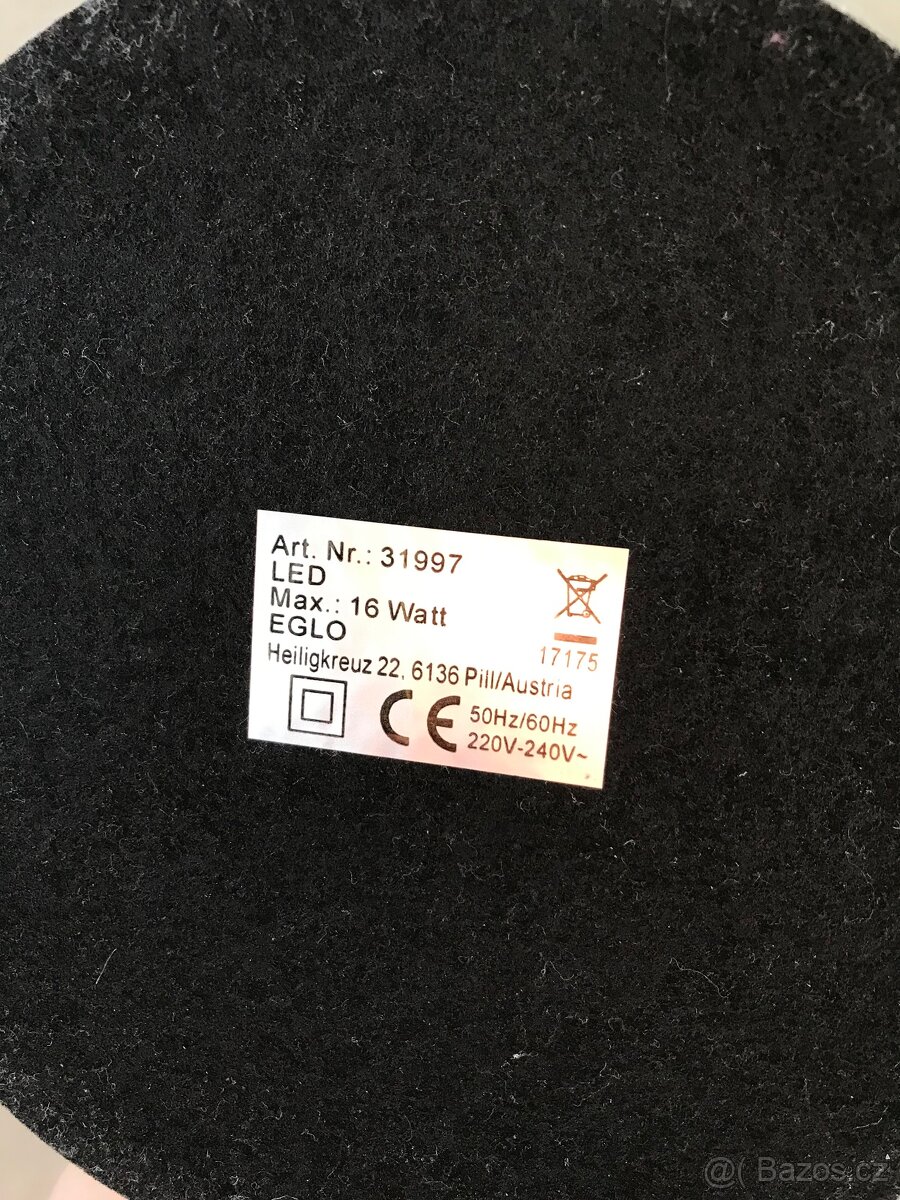 Art. Nr.: 31997
LED
Max.: 16 Watt
EGLO
17175
Heiligkreuz 22, 6136 Pill/Austria
CE
50Hz/60Hz
220V-240V~
@( Bazos.cz